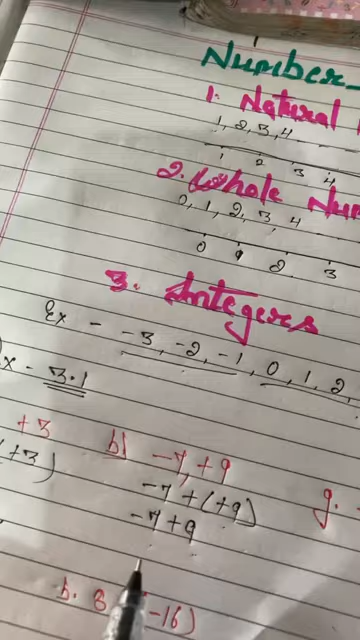 Number-
1. Natural
1, 2, 3, 4
1 2 3 4
2. Whole Num
0, 1, 2, 3, 4
0 1 2 3
3. Integers
Ex - -3, -2, -1, 0, 1, 2,
x - 3.1
+3 b) -7, +9
(+3) -7 + (+9)
-7 + 9
b. 8 -16)